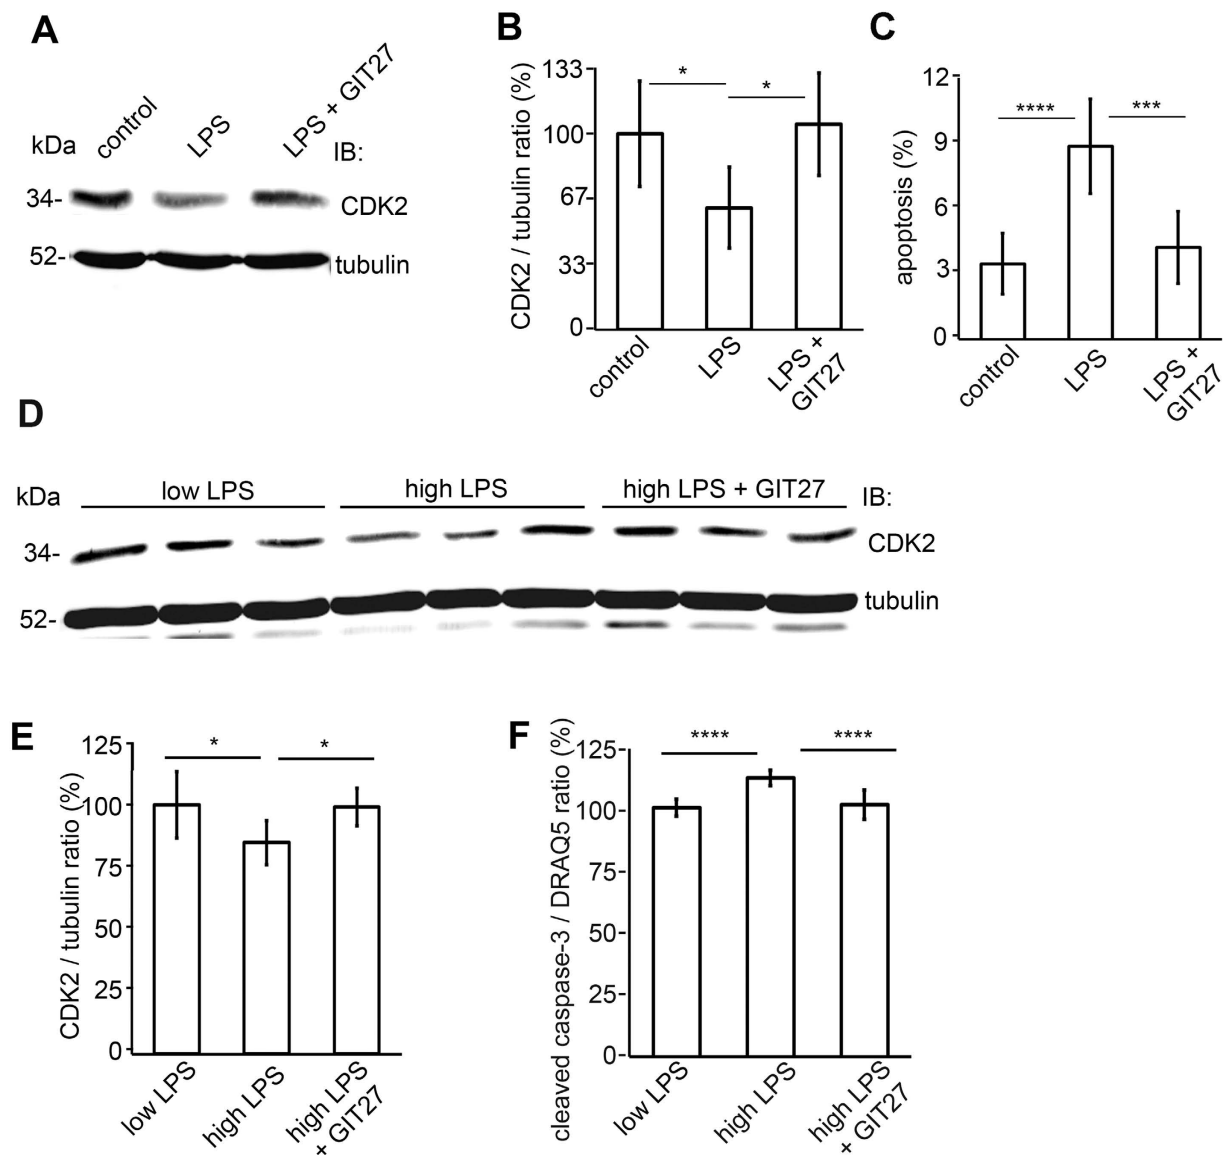 A
kDa
control
LPS
LPS + GIT27
IB:
34-
CDK2
52-
tubulin
B
CDK2 / tubulin ratio (%)
133
100
67
33
0
*
*
control
LPS
LPS +
GIT27
C
apoptosis (%)
12
9
6
3
0
****
***
control
LPS
LPS +
GIT27
D
kDa
low LPS
high LPS
high LPS + GIT27
IB:
34-
CDK2
52-
tubulin
E
CDK2 / tubulin ratio (%)
125
100
75
50
25
0
*
*
low LPS
high LPS
high LPS
+ GIT27
F
cleaved caspase-3 / DRAQ5 ratio (%)
125
100
75
50
25
0
****
****
low LPS
high LPS
high LPS
+ GIT27